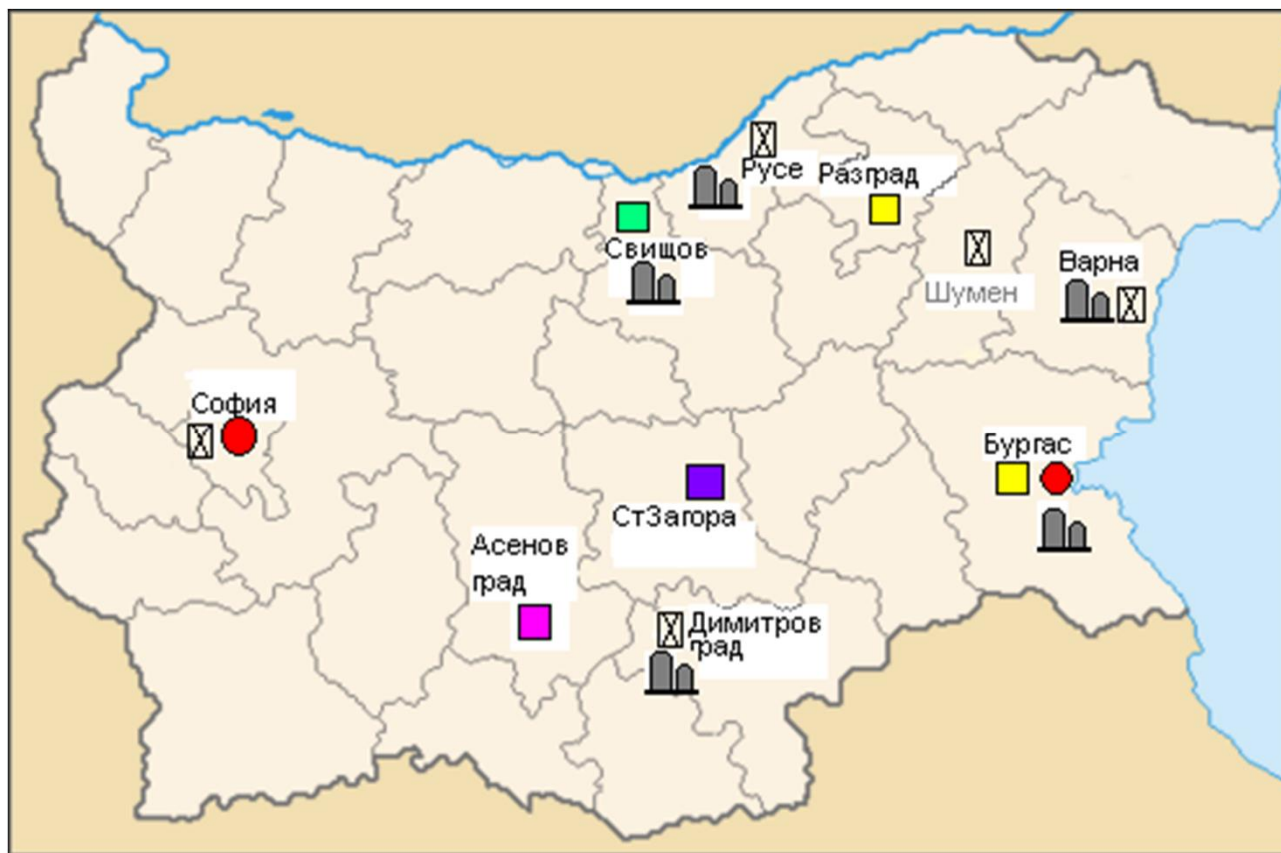 Русе
Разград
Свищов
Шумен
Варна
София
Бургас
СтЗагора
Асенов
град
Димитров
град